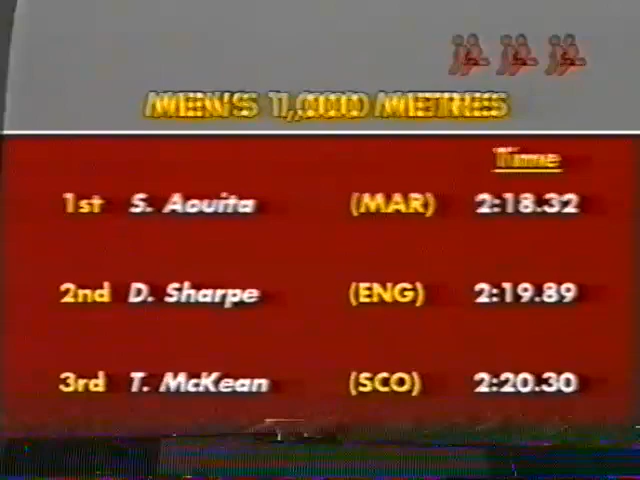 MEN'S 1,000 METRES
Time
1st S. Aouita (MAR) 2:18.32
2nd D. Sharpe (ENG) 2:19.89
3rd T. McKean (SCO) 2:20.30